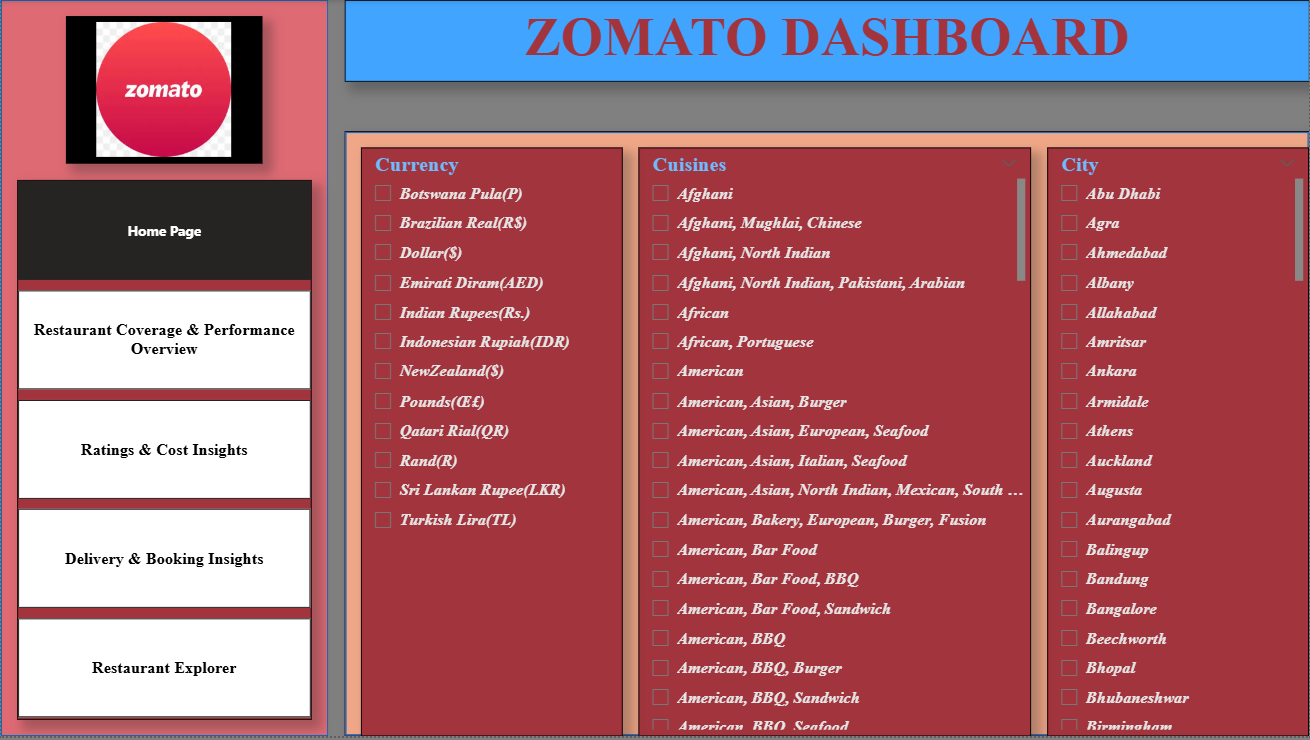 zomato
Home Page
Restaurant Coverage & Performance
Overview
Ratings & Cost Insights
Delivery & Booking Insights
Restaurant Explorer
ZOMATO DASHBOARD
Currency
Botswana Pula(P)
Brazilian Real(R$)
Dollar($)
Emirati Diram(AED)
Indian Rupees(Rs.)
Indonesian Rupiah(IDR)
NewZealand($)
Pounds(Œ£)
Qatari Rial(QR)
Rand(R)
Sri Lankan Rupee(LKR)
Turkish Lira(TL)
Cuisines
Afghani
Afghani, Mughlai, Chinese
Afghani, North Indian
Afghani, North Indian, Pakistani, Arabian
African
African, Portuguese
American
American, Asian, Burger
American, Asian, European, Seafood
American, Asian, Italian, Seafood
American, Asian, North Indian, Mexican, South ...
American, Bakery, European, Burger, Fusion
American, Bar Food
American, Bar Food, BBQ
American, Bar Food, Sandwich
American, BBQ
American, BBQ, Burger
American, BBQ, Sandwich
American, BBQ, Seafood
City
Abu Dhabi
Agra
Ahmedabad
Albany
Allahabad
Amritsar
Ankara
Armidale
Athens
Auckland
Augusta
Aurangabad
Balingup
Bandung
Bangalore
Beechworth
Bhopal
Bhubaneshwar
Birmingham